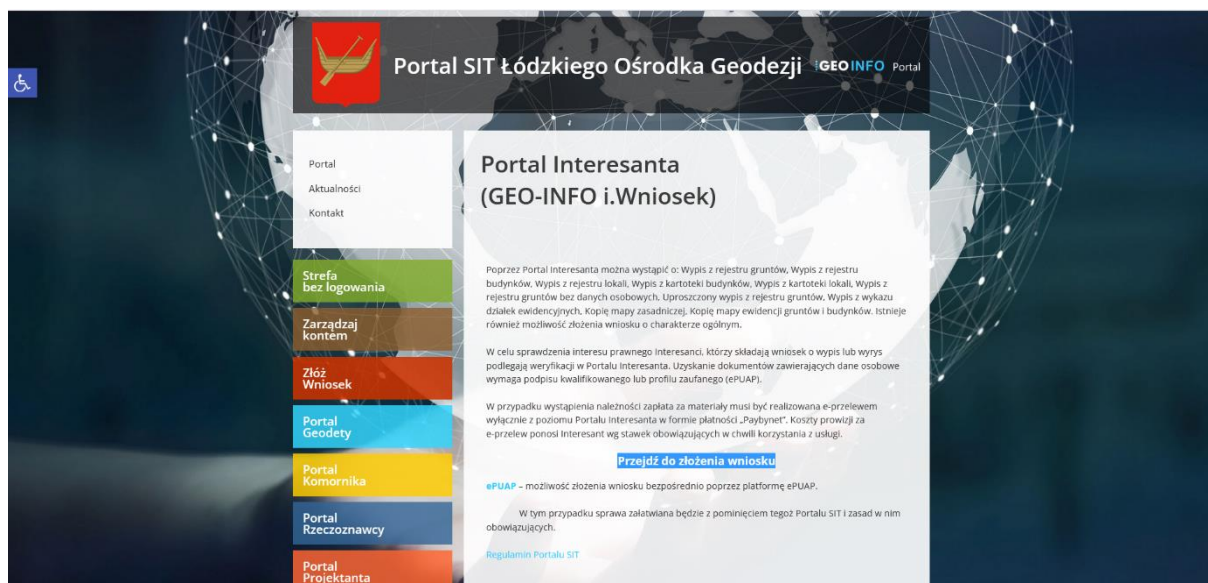 Portal SIT Łódzkiego Ośrodka Geodezji
iGEOINFO Portal
Portal
Aktualności
Kontakt
Strefa
bez logowania
Zarządzaj
kontem
Złóż
Wniosek
Portal
Geodety
Portal
Komornika
Portal
Rzeczoznawcy
Portal
Projektanta
Portal Interesanta
(GEO-INFO i.Wniosek)
Poprzez Portal Interesanta można wystąpić o: Wypis z rejestru gruntów, Wypis z rejestru
budynków, Wypis z rejestru lokali, Wypis z kartoteki budynków, Wypis z kartoteki lokali, Wypis z
rejestru gruntów bez danych osobowych, Uproszczony wypis z rejestru gruntów, Wypis z wykazu
działek ewidencyjnych, Kopię mapy zasadniczej, Kopię mapy ewidencji gruntów i budynków. Istnieje
również możliwość złożenia wniosku o charakterze ogólnym.
W celu sprawdzenia interesu prawnego Interesanci, którzy składają wniosek o wypis lub wyrys
podlegają weryfikacji w Portalu Interesanta. Uzyskanie dokumentów zawierających dane osobowe
wymaga podpisu kwalifikowanego lub profilu zaufanego (ePUAP).
W przypadku wystąpienia należności zapłata za materiały musi być realizowana e-przelewem
wyłącznie z poziomu Portalu Interesanta w formie płatności „Paybynet”. Koszty prowizji za
e-przelew ponosi Interesant wg stawek obowiązujących w chwili korzystania z usługi.
Przejdź do złożenia wniosku
ePUAP – możliwość złożenia wniosku bezpośrednio poprzez platformę ePUAP.
W tym przypadku sprawa załatwiana będzie z pominięciem tegoż Portalu SIT i zasad w nim
obowiązujących.
Regulamin Portalu SIT